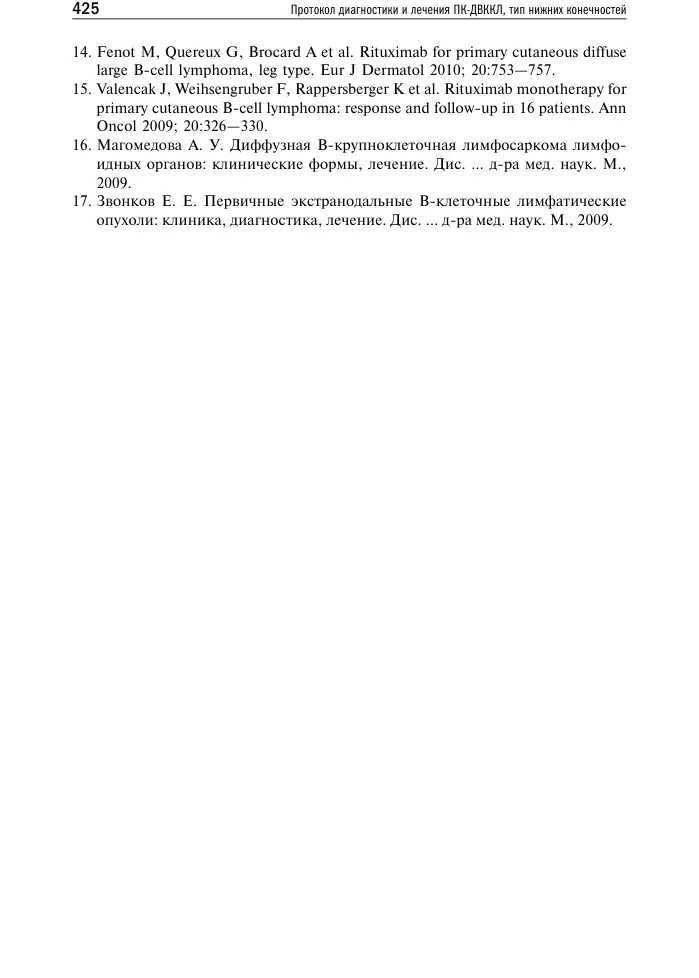 425 Протокол диагностики и лечения ПК-ДВККЛ, тип нижних конечностей
14. Fenot M, Quereux G, Brocard A et al. Rituximab for primary cutaneous diffuse
large B-cell lymphoma, leg type. Eur J Dermatol 2010; 20:753—757.
15. Valencak J, Weihsengruber F, Rappersberger K et al. Rituximab monotherapy for
primary cutaneous B-cell lymphoma: response and follow-up in 16 patients. Ann
Oncol 2009; 20:326—330.
16. Магомедова А. У. Диффузная В-крупноклеточная лимфосаркома лимфо-
идных органов: клинические формы, лечение. Дис. ... д-ра мед. наук. М.,
2009.
17. Звонков Е. Е. Первичные экстранодальные В-клеточные лимфатические
опухоли: клиника, диагностика, лечение. Дис. ... д-ра мед. наук. М., 2009.